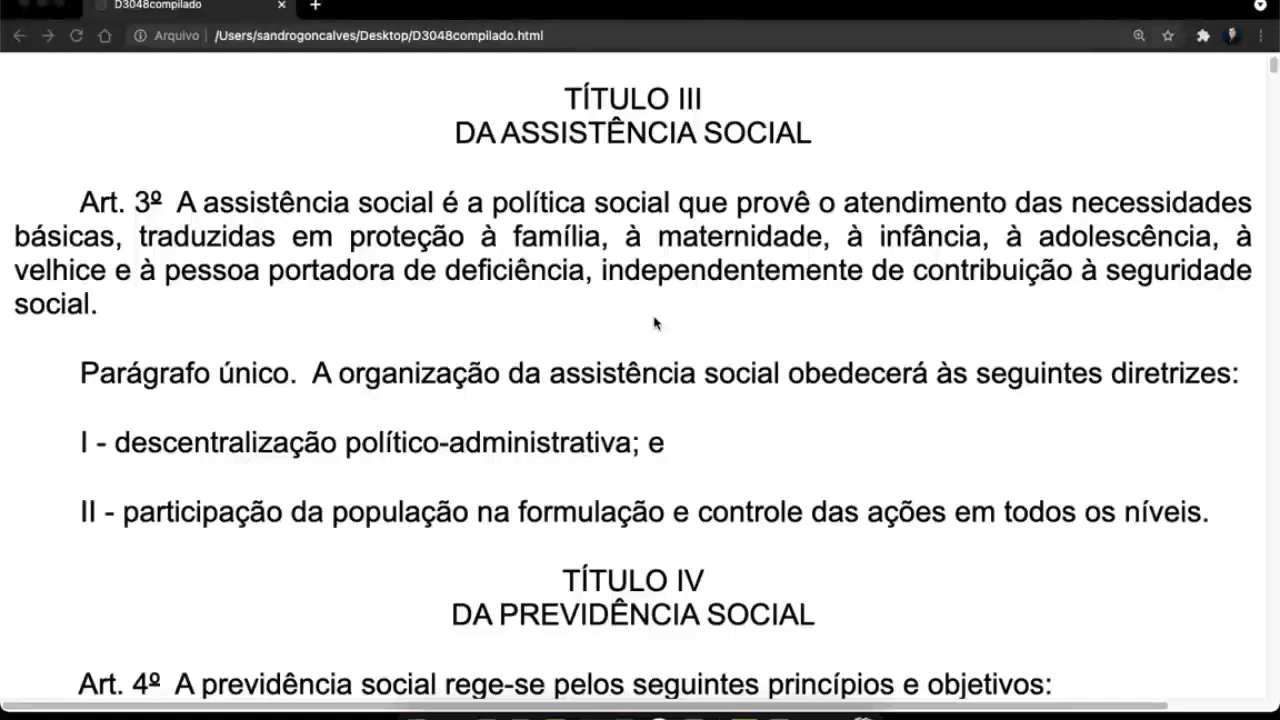 D3048compilado
Arquivo
/Users/sandrogoncalves/Desktop/D3048compilado.html
TÍTULO III
DA ASSISTÊNCIA SOCIAL
Art. 3º A assistência social é a política social que provê o atendimento das necessidades
básicas, traduzidas em proteção à família, à maternidade, à infância, à adolescência, à
velhice e à pessoa portadora de deficiência, independentemente de contribuição à seguridade
social.
Parágrafo único. A organização da assistência social obedecerá às seguintes diretrizes:
I - descentralização político-administrativa; e
II - participação da população na formulação e controle das ações em todos os níveis.
TÍTULO IV
DA PREVIDÊNCIA SOCIAL
Art. 4º A previdência social rege-se pelos seguintes princípios e objetivos: